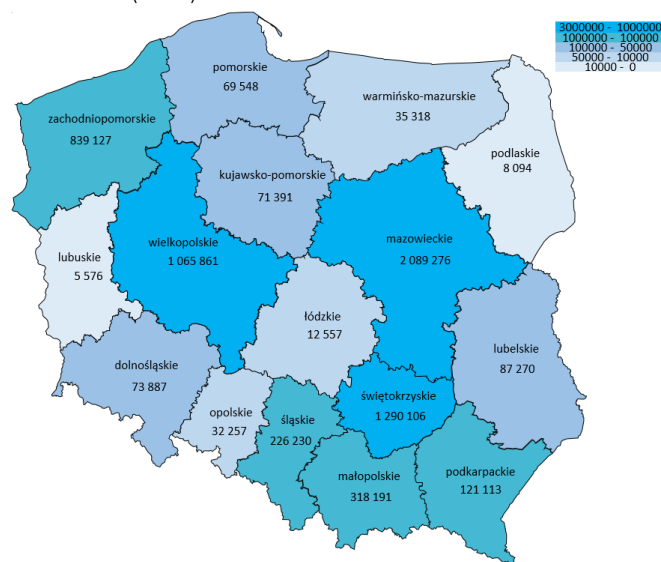 3000000 - 1000000
1000000 - 100000
100000 - 50000
50000 - 10000
10000 - 0
pomorskie
69 548
warmińsko-mazurskie
35 318
zachodniopomorskie
839 127
podlaskie
8 094
kujawsko-pomorskie
71 391
wielkopolskie
1 065 861
mazowieckie
2 089 276
lubuskie
5 576
łódzkie
12 557
lubelskie
87 270
dolnośląskie
73 887
świętokrzyskie
1 290 106
opolskie
32 257
śląskie
226 230
małopolskie
318 191
podkarpackie
121 113